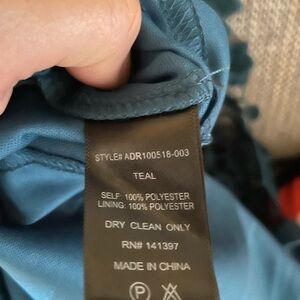 STYLE# ADR100518-003
TEAL
SELF: 100% POLYESTER
LINING: 100% POLYESTER
DRY CLEAN ONLY
RN# 141397
MADE IN CHINA
P